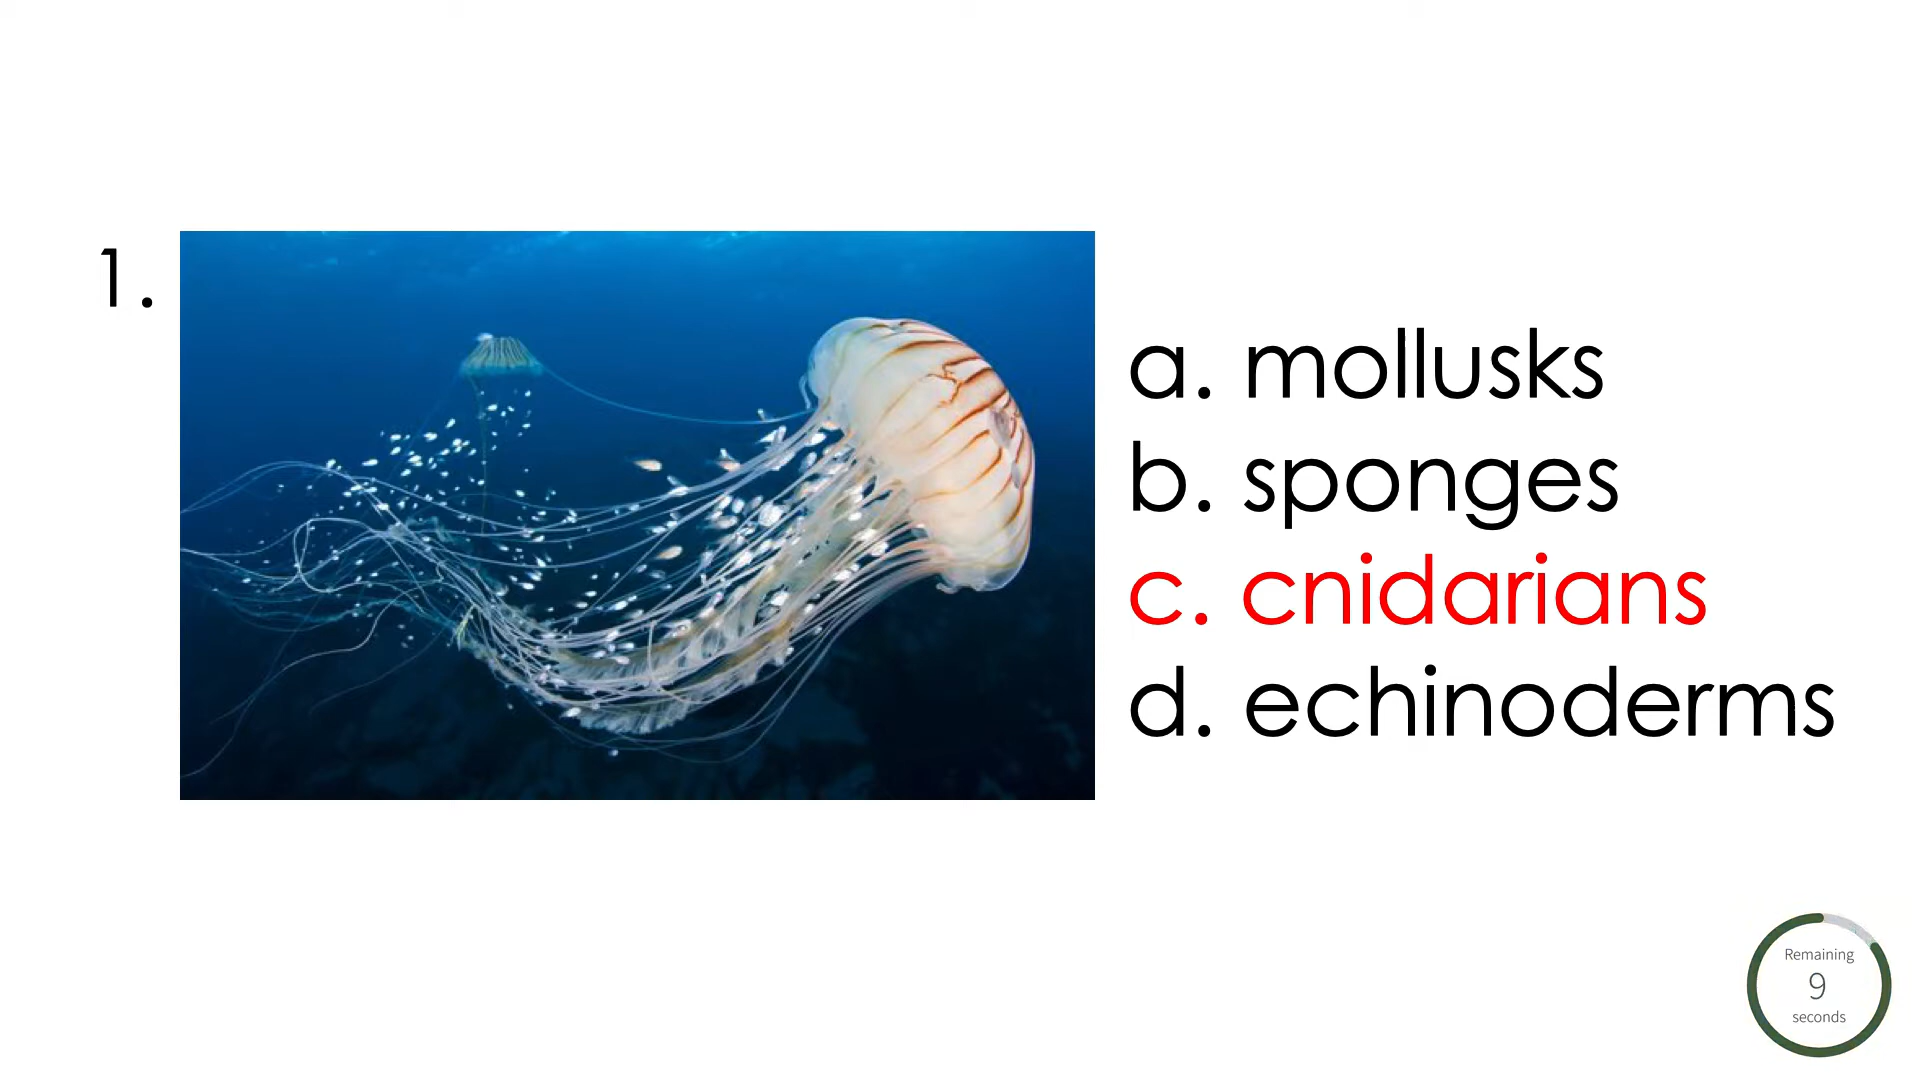 1.
a. mollusks
b. sponges
c. cnidarians
d. echinoderms
Remaining
9
seconds